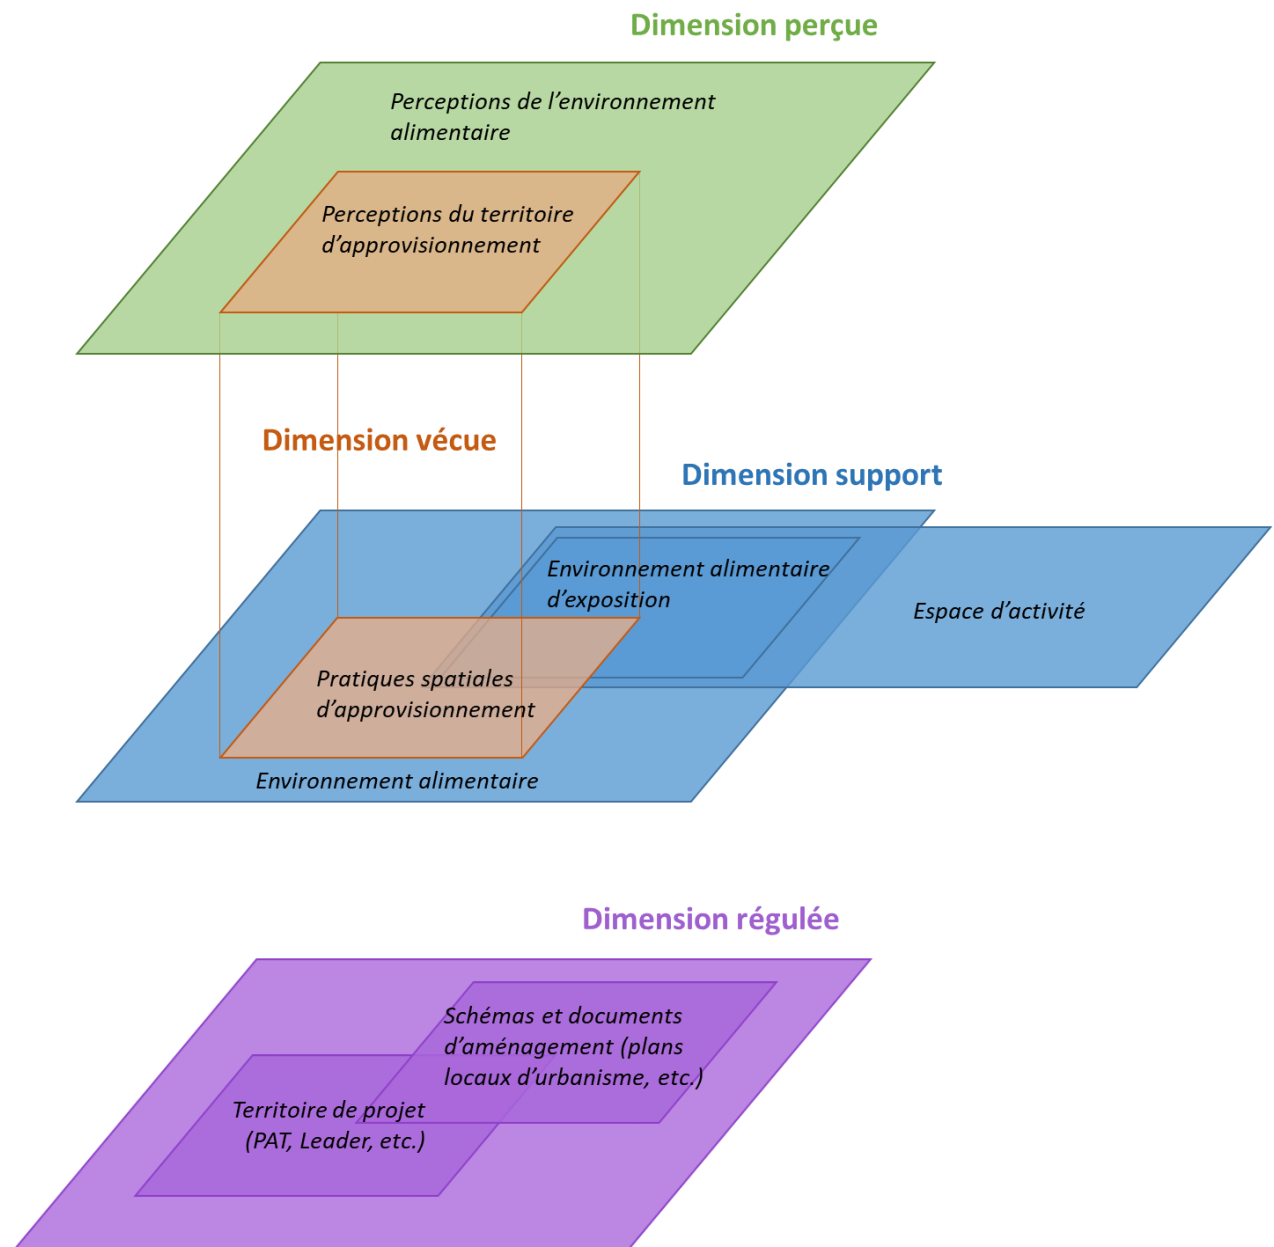 Dimension perçue
Perceptions de l’environnement
alimentaire
Perceptions du territoire
d’approvisionnement
Dimension vécue
Dimension support
Environnement alimentaire
d’exposition
Espace d’activité
Pratiques spatiales
d’approvisionnement
Environnement alimentaire
Dimension régulée
Schémas et documents
d’aménagement (plans
locaux d’urbanisme, etc.)
Territoire de projet
(PAT, Leader, etc.)